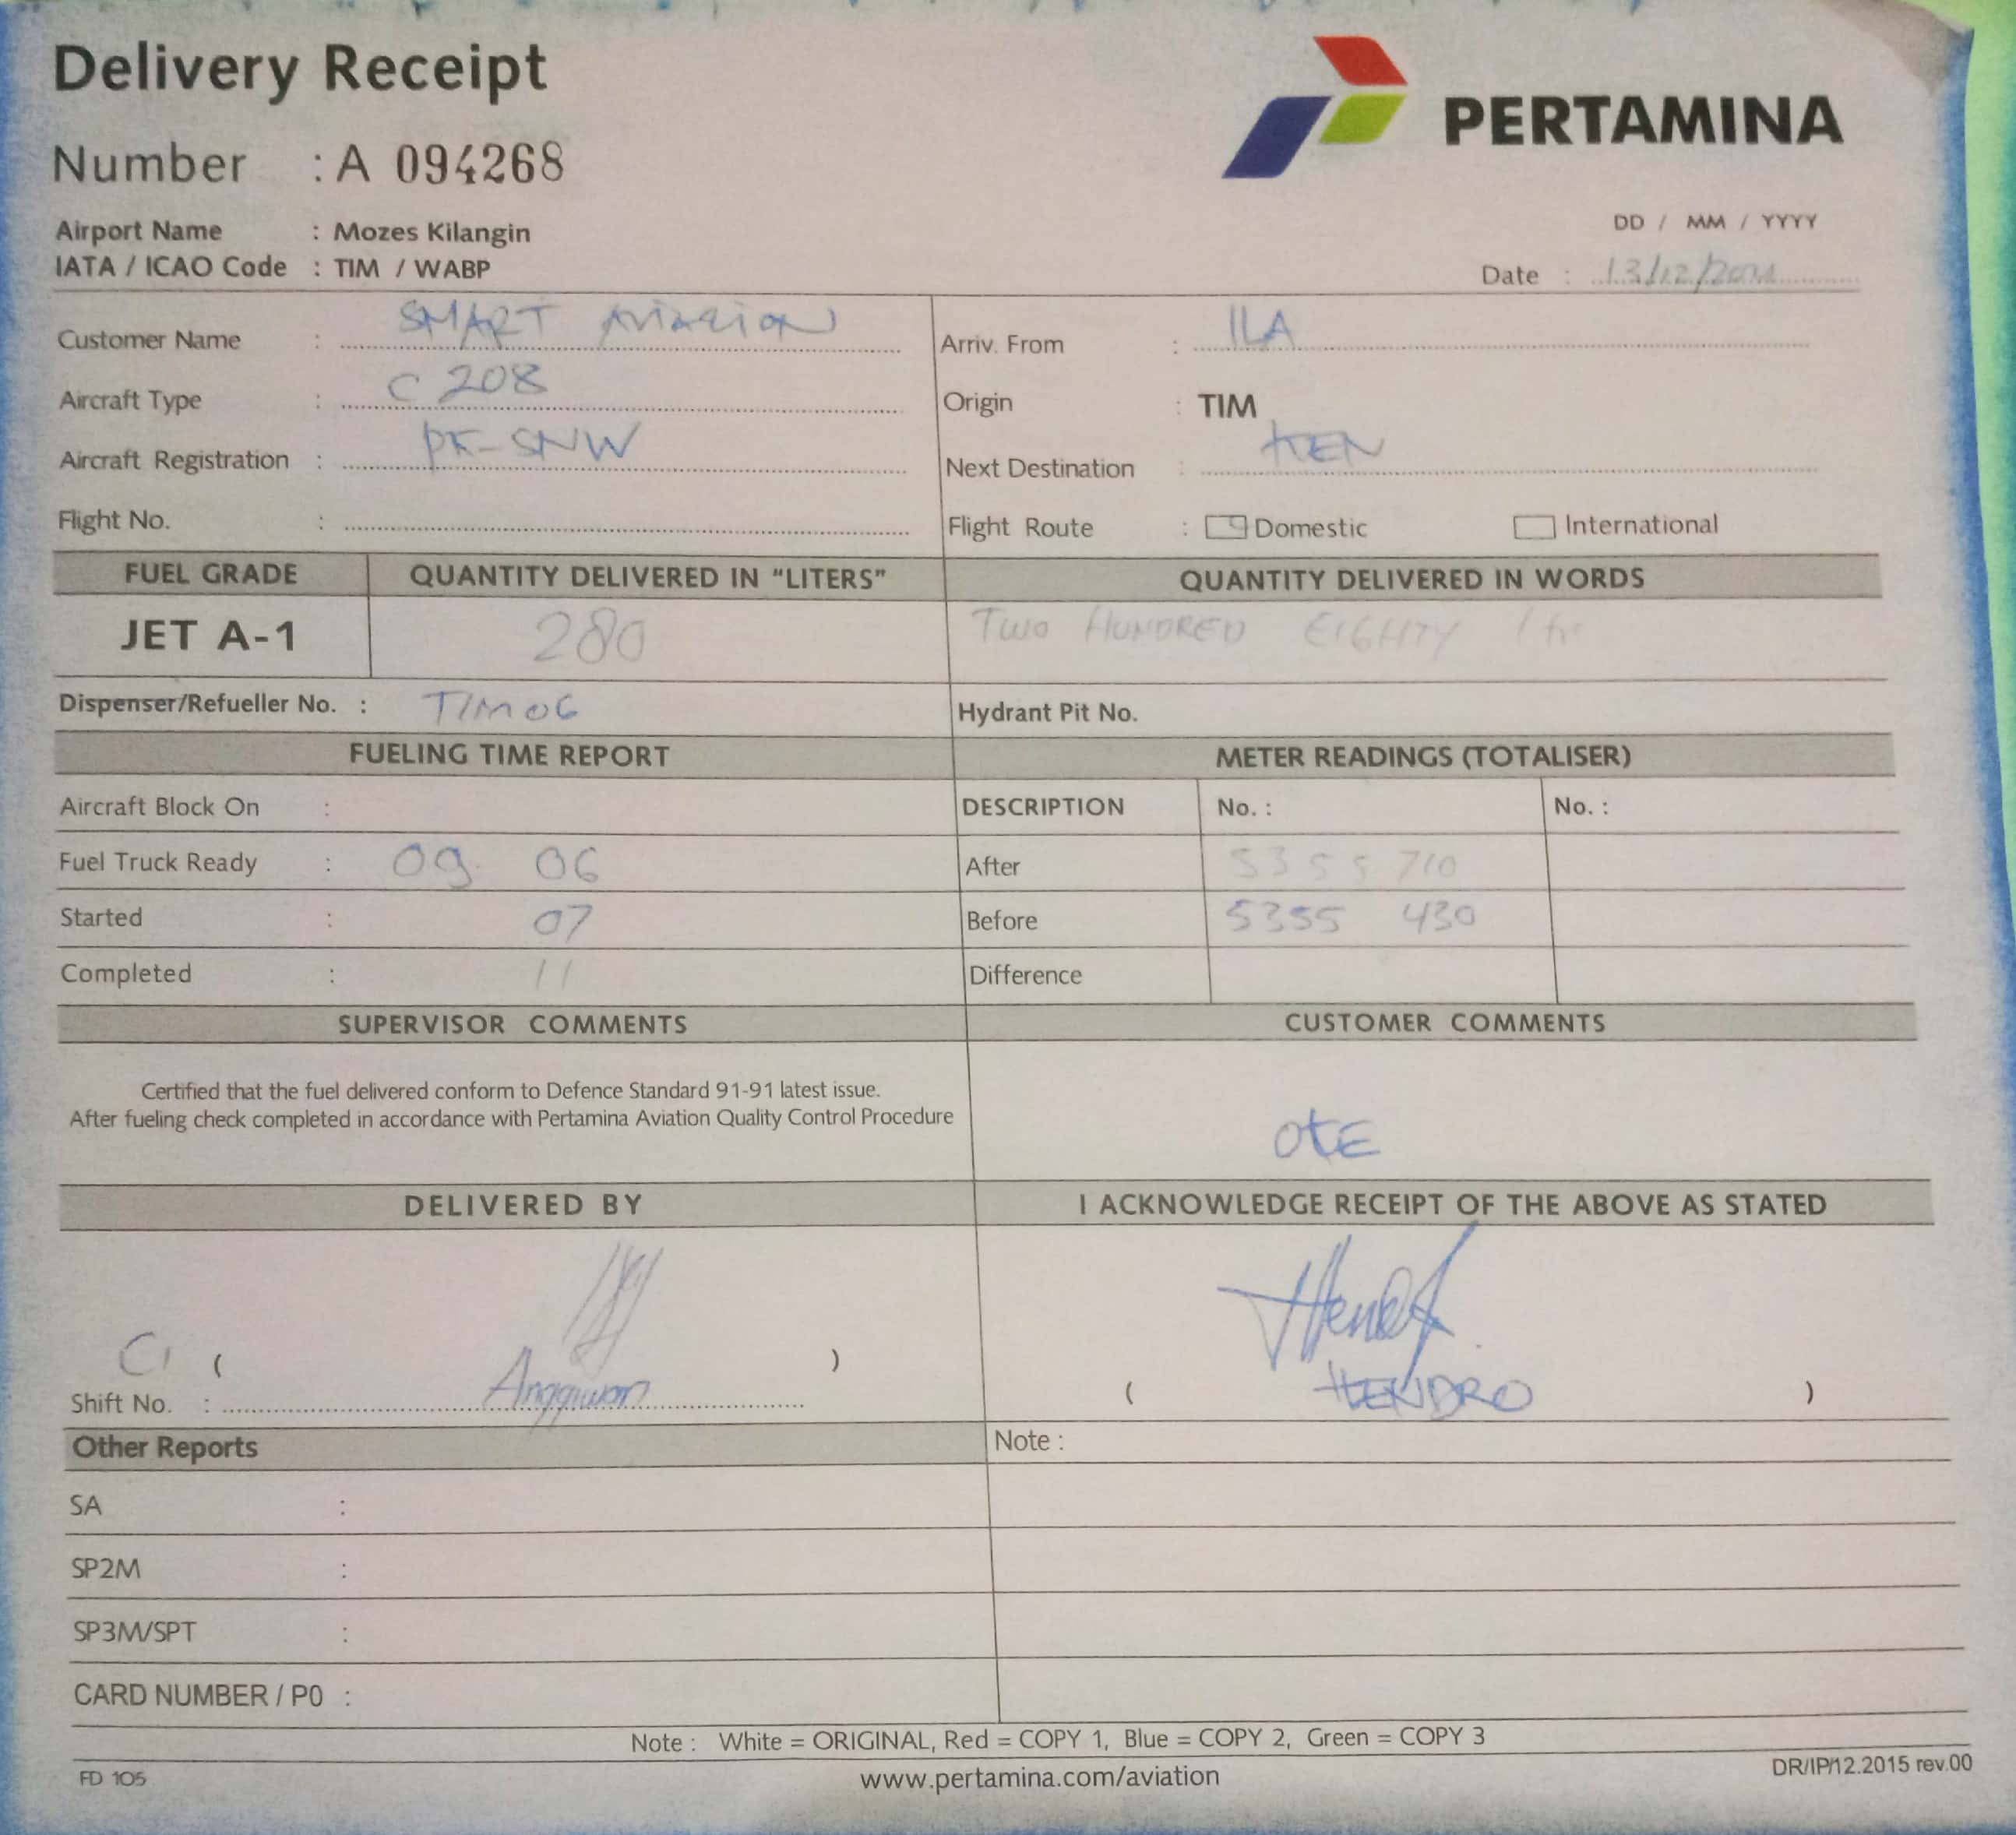 Delivery Receipt
PERTAMINA
Number : A 094268
Airport Name : Mozes Kilangin
IATA / ICAO Code : TIM / WABP
DD / MM / YYYY
Date : 13/12/
Customer Name : SMART AVIATION
Arriv. From : ILA
Aircraft Type : C 208
Origin : TIM
Aircraft Registration : PK-SNW
Next Destination : KEN
Flight No. :
Flight Route : Domestic International
FUEL GRADE QUANTITY DELIVERED IN "LITERS" QUANTITY DELIVERED IN WORDS
JET A-1 280 TWO HUNDRED EIGHTY
Dispenser/Refueller No. : TIM 06
Hydrant Pit No.
FUELING TIME REPORT METER READINGS (TOTALISER)
Aircraft Block On : DESCRIPTION No. : No. :
Fuel Truck Ready : 09 06 After 5355 710
Started : 07 Before 5355 430
Completed : 11 Difference
SUPERVISOR COMMENTS CUSTOMER COMMENTS
Certified that the fuel delivered conform to Defence Standard 91-91 latest issue.
After fueling check completed in accordance with Pertamina Aviation Quality Control Procedure
OKE
DELIVERED BY I ACKNOWLEDGE RECEIPT OF THE ABOVE AS STATED
( )
Shift No. : Anggiwan
( HENDRO )
Other Reports Note :
SA :
SP2M :
SP3M/SPT :
CARD NUMBER / P0 :
Note : White = ORIGINAL, Red = COPY 1, Blue = COPY 2, Green = COPY 3
FD 105 www.pertamina.com/aviation DR/IP/12.2015 rev.00